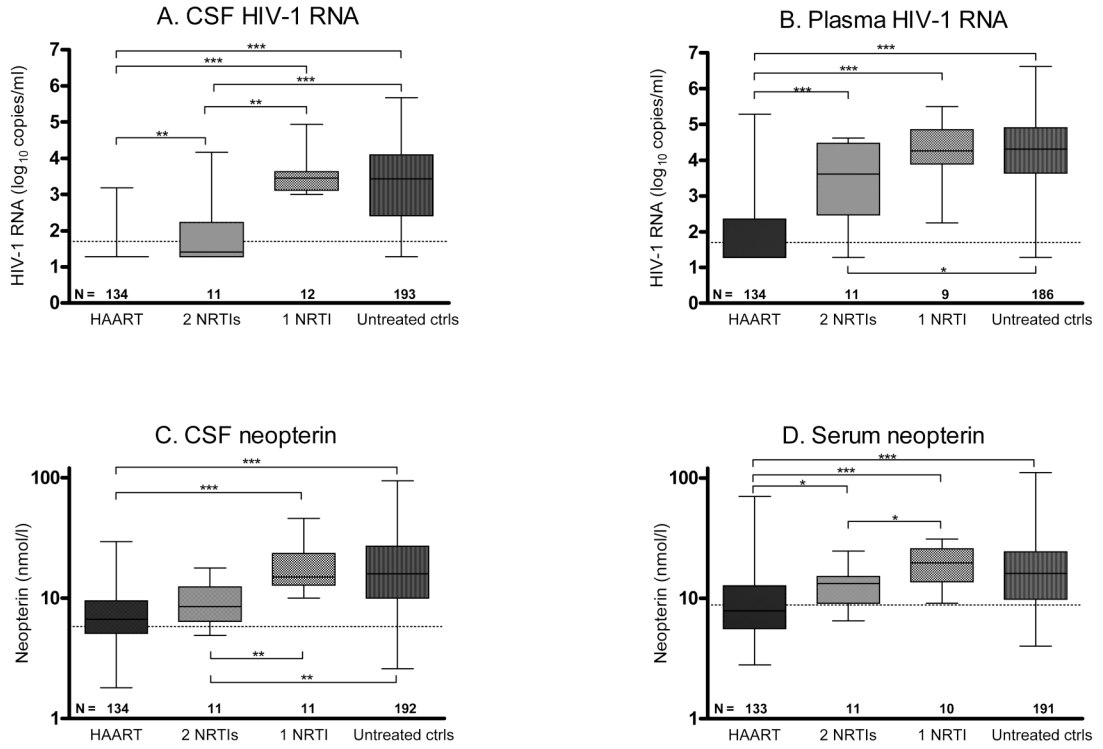 A. CSF HIV-1 RNA
HIV-1 RNA (log10 copies/ml)
7
6
5
4
3
2
1
0
***
***
***
**
**
N = 134 11 12 193
HAART 2 NRTIs 1 NRTI Untreated ctrls
B. Plasma HIV-1 RNA
HIV-1 RNA (log10 copies/ml)
7
6
5
4
3
2
1
0
***
***
***
*
N = 134 11 9 186
HAART 2 NRTIs 1 NRTI Untreated ctrls
C. CSF neopterin
Neopterin (nmol/l)
100
10
1
***
***
**
**
N = 134 11 11 192
HAART 2 NRTIs 1 NRTI Untreated ctrls
D. Serum neopterin
Neopterin (nmol/l)
100
10
1
***
***
*
*
N = 133 11 10 191
HAART 2 NRTIs 1 NRTI Untreated ctrls